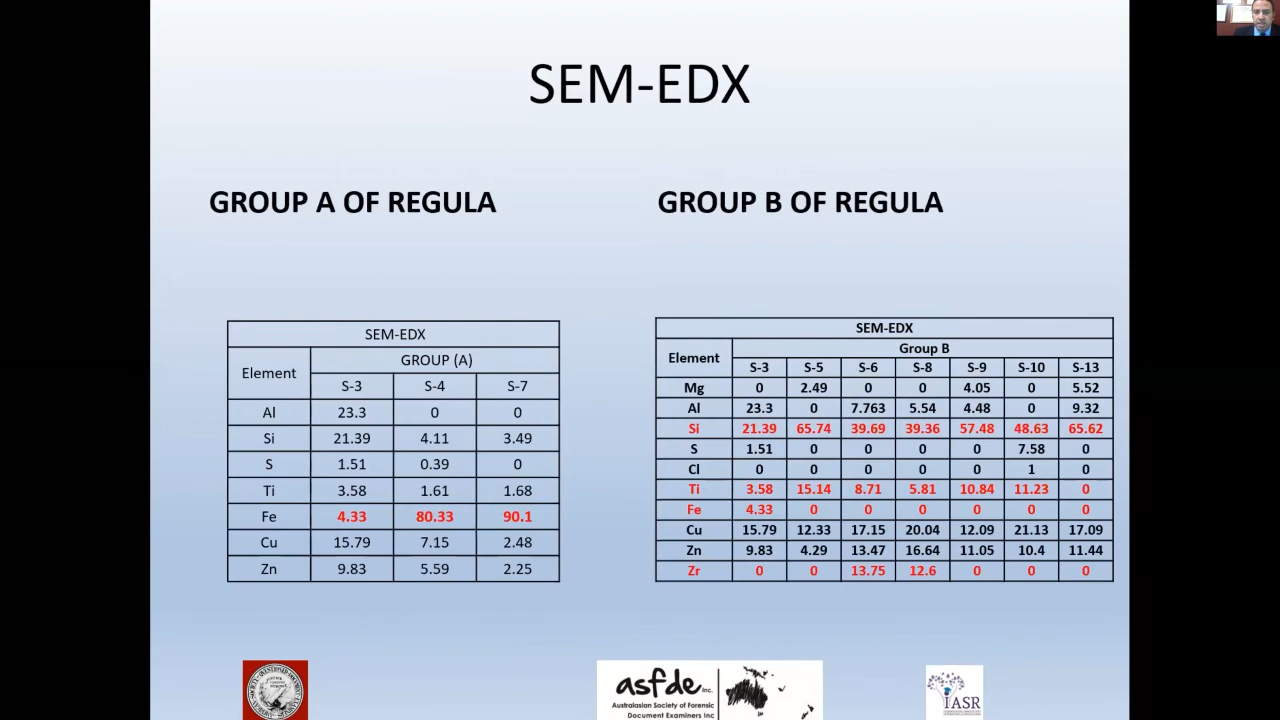 SEM-EDX
GROUP A OF REGULA
SEM-EDX
Element GROUP (A)
S-3 S-4 S-7
Al 23.3 0 0
Si 21.39 4.11 3.49
S 1.51 0.39 0
Ti 3.58 1.61 1.68
Fe 4.33 80.33 90.1
Cu 15.79 7.15 2.48
Zn 9.83 5.59 2.25
GROUP B OF REGULA
SEM-EDX
Element Group B
S-3 S-5 S-6 S-8 S-9 S-10 S-13
Mg 0 2.49 0 0 4.05 0 5.52
Al 23.3 0 7.763 5.54 4.48 0 9.32
Si 21.39 65.74 39.69 39.36 57.48 48.63 65.62
S 1.51 0 0 0 0 7.58 0
Cl 0 0 0 0 0 1 0
Ti 3.58 15.14 8.71 5.81 10.84 11.23 0
Fe 4.33 0 0 0 0 0 0
Cu 15.79 12.33 17.15 20.04 12.09 21.13 17.09
Zn 9.83 4.29 13.47 16.64 11.05 10.4 11.44
Zr 0 0 13.75 12.6 0 0 0
asfde Inc.
Australasian Society of Forensic
Document Examiners Inc
IASR